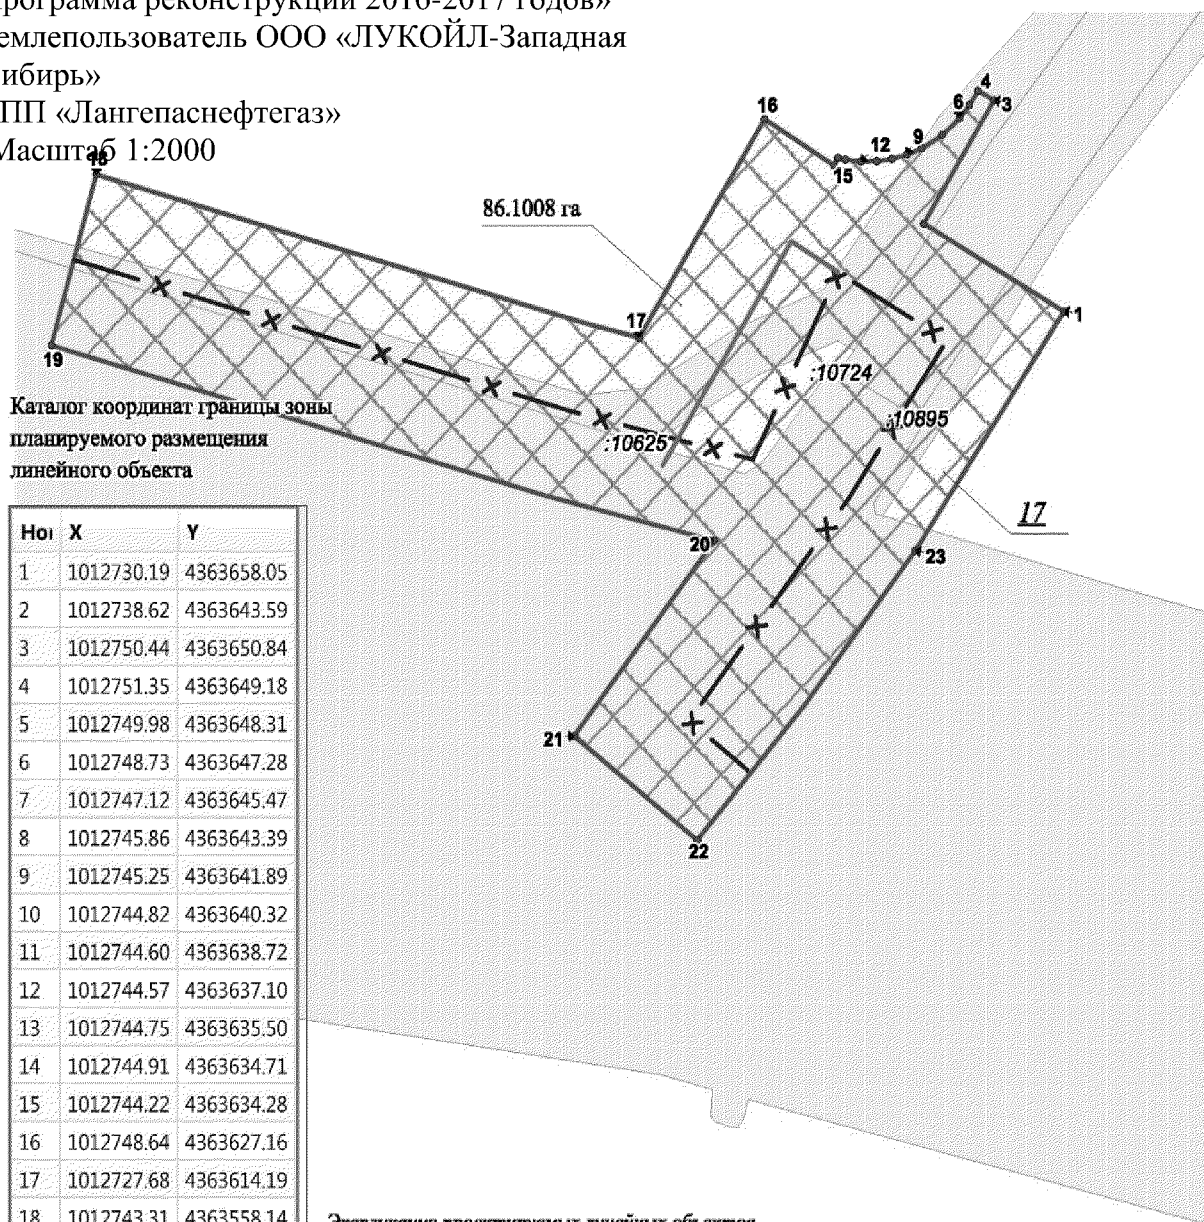 рограмма реконструкции 2016-2017 годов»
емлепользователь ООО «ЛУКОЙЛ-Западная
ибирь»
ПП «Лангепаснефтегаз»
Масштаб 1:2000
4
3
6
9
12
15
16
18
86.1008 га
1
17
19
:10724
:10895
:10625
Каталог координат границы зоны
планируемого размещения
линейного объекта
17
20
23
21
22
Но X Y
1 1012730.19 4363658.05
2 1012738.62 4363643.59
3 1012750.44 4363650.84
4 1012751.35 4363649.18
5 1012749.98 4363648.31
6 1012748.73 4363647.28
7 1012747.12 4363645.47
8 1012745.86 4363643.39
9 1012745.25 4363641.89
10 1012744.82 4363640.32
11 1012744.60 4363638.72
12 1012744.57 4363637.10
13 1012744.75 4363635.50
14 1012744.91 4363634.71
15 1012744.22 4363634.28
16 1012748.64 4363627.16
17 1012727.68 4363614.19
18 1012743.31 4363558.14